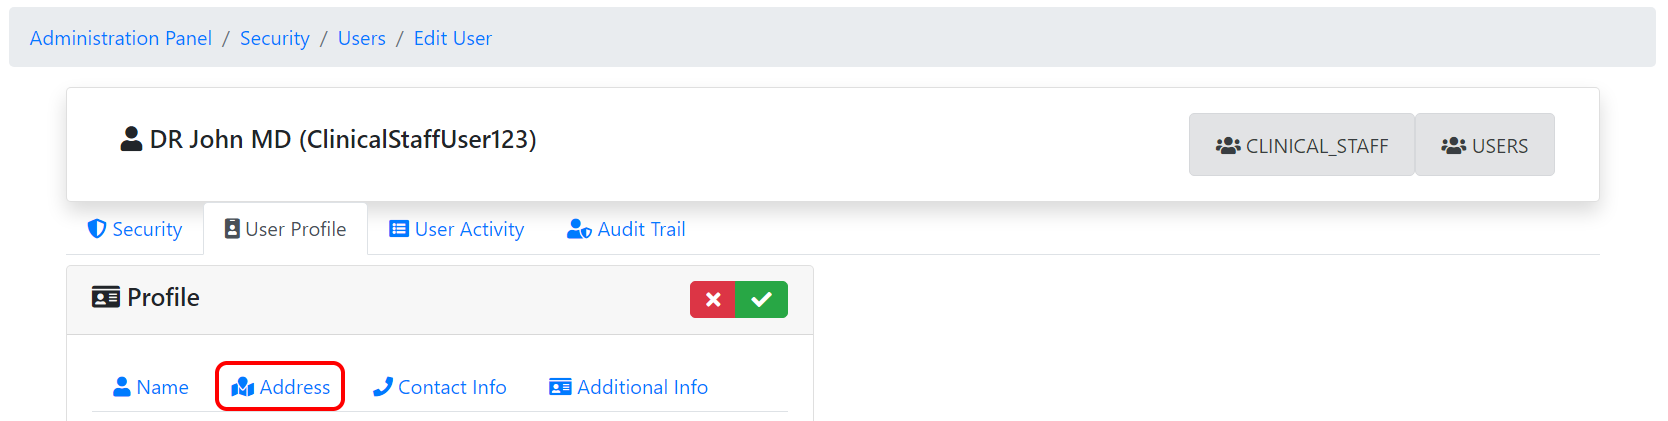 Administration Panel / Security / Users / Edit User
DR John MD (ClinicalStaffUser123)
CLINICAL_STAFF
USERS
Security
User Profile
User Activity
Audit Trail
Profile
Name
Address
Contact Info
Additional Info